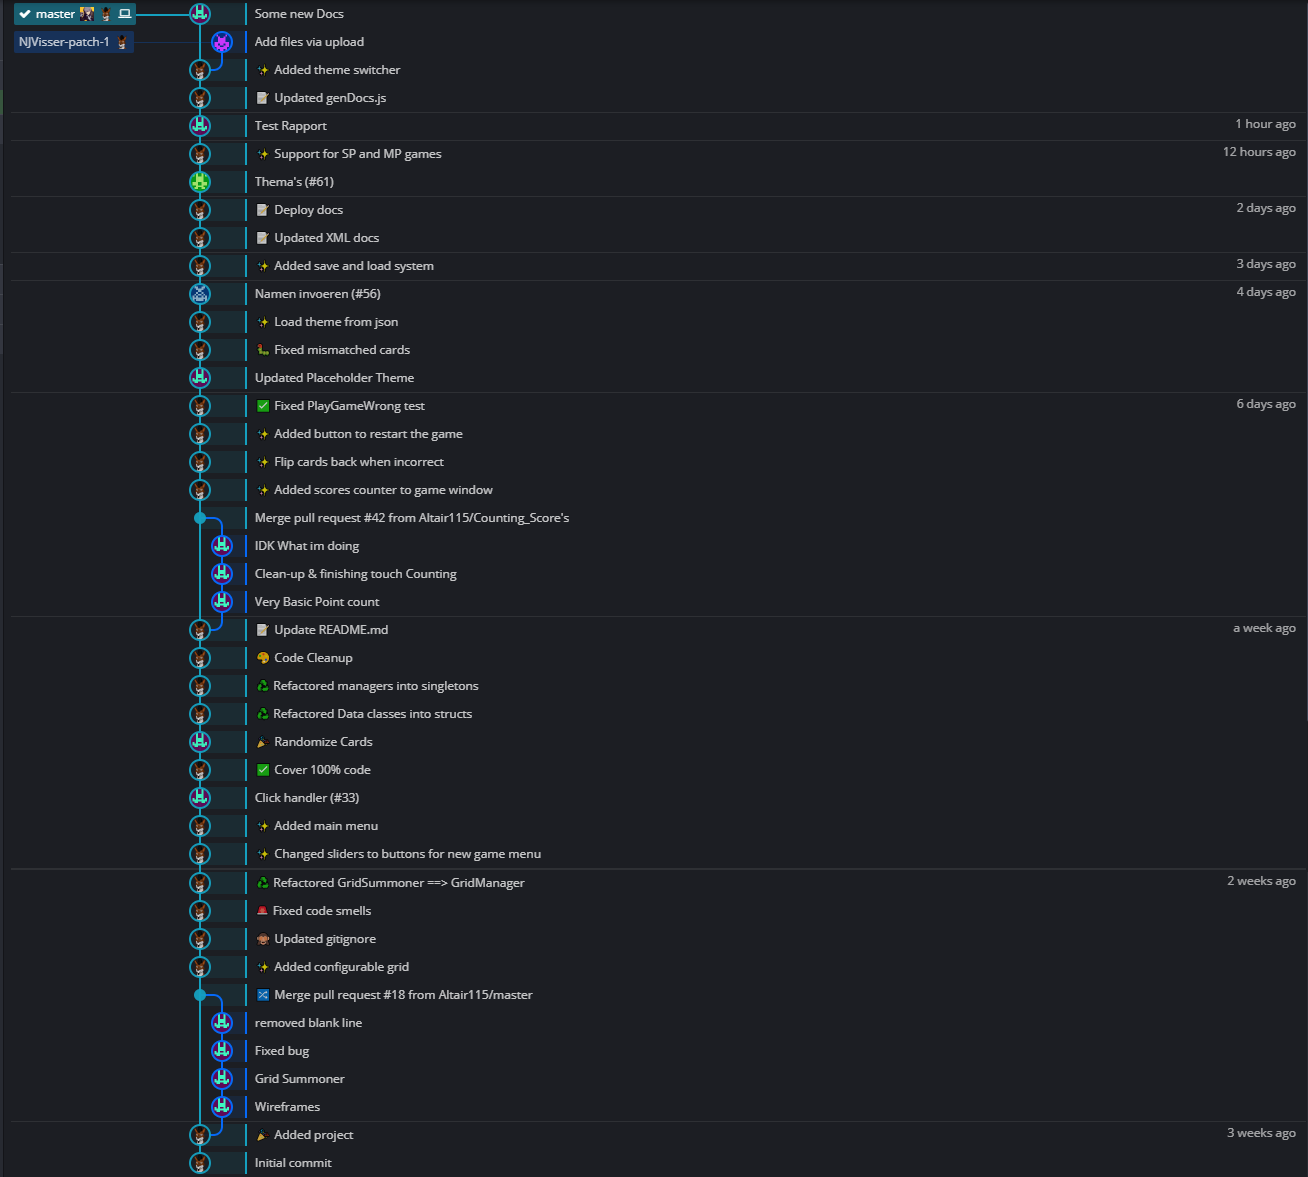 master
Some new Docs
NJVisser-patch-1
Add files via upload
Added theme switcher
Updated genDocs.js
Test Rapport 1 hour ago
Support for SP and MP games 12 hours ago
Thema's (#61)
Deploy docs 2 days ago
Updated XML docs
Added save and load system 3 days ago
Namen invoeren (#56) 4 days ago
Load theme from json
Fixed mismatched cards
Updated Placeholder Theme
Fixed PlayGameWrong test 6 days ago
Added button to restart the game
Flip cards back when incorrect
Added scores counter to game window
Merge pull request #42 from Altair115/Counting_Score's
IDK What im doing
Clean-up & finishing touch Counting
Very Basic Point count
Update README.md a week ago
Code Cleanup
Refactored managers into singletons
Refactored Data classes into structs
Randomize Cards
Cover 100% code
Click handler (#33)
Added main menu
Changed sliders to buttons for new game menu
Refactored GridSummoner ==> GridManager 2 weeks ago
Fixed code smells
Updated gitignore
Added configurable grid
Merge pull request #18 from Altair115/master
removed blank line
Fixed bug
Grid Summoner
Wireframes
Added project 3 weeks ago
Initial commit